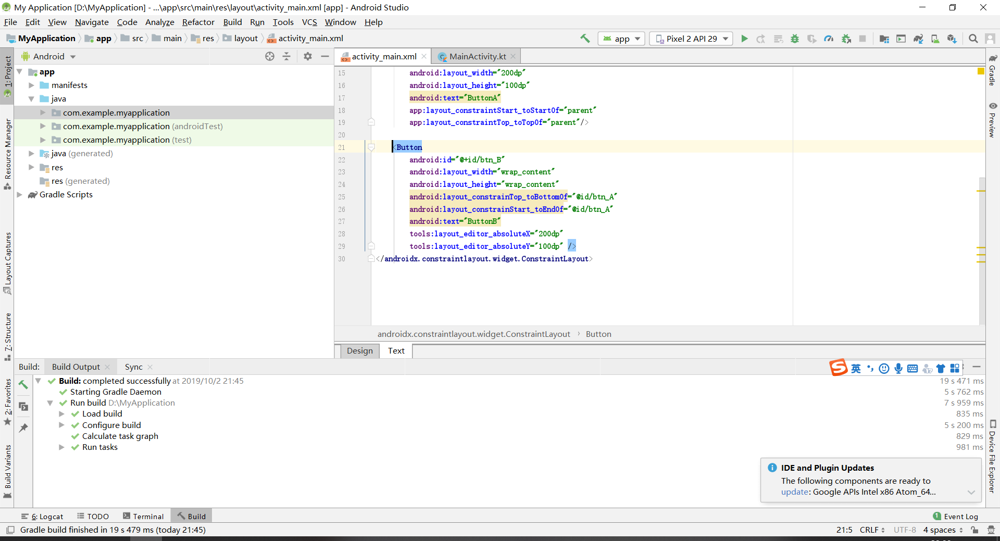 My Application [D:\MyApplication] - ...\app\src\main\res\layout\activity_main.xml [app] - Android Studio
File Edit View Navigate Code Analyze Refactor Build Run Tools VCS Window Help
MyApplication app src main res layout activity_main.xml
app Pixel 2 API 29
1: Project
Resource Manager
Layout Captures
7: Structure
2: Favorites
Build Variants
Android
app
manifests
java
com.example.myapplication
com.example.myapplication (androidTest)
com.example.myapplication (test)
java (generated)
res
res (generated)
Gradle Scripts
activity_main.xml MainActivity.kt
15 android:layout_width="200dp"
16 android:layout_height="100dp"
17 android:text="ButtonA"
18 app:layout_constraintStart_toStartOf="parent"
19 app:layout_constraintTop_toTopOf="parent"/>
20
21 <Button
22 android:id="@+id/btn_B"
23 android:layout_width="wrap_content"
24 android:layout_height="wrap_content"
25 android:layout_constrainTop_toBottomOf="@id/btn_A"
26 android:layout_constrainStart_toEndOf="@id/btn_A"
27 android:text="ButtonB"
28 tools:layout_editor_absoluteX="200dp"
29 tools:layout_editor_absoluteY="100dp" />
30 </androidx.constraintlayout.widget.ConstraintLayout>
androidx.constraintlayout.widget.ConstraintLayout › Button
Design Text
Gradle
Preview
Device File Explorer
Build: Build Output Sync
英
Build: completed successfully at 2019/10/2 21:45 19 s 471 ms
Starting Gradle Daemon 5 s 762 ms
Run build D:\MyApplication 7 s 959 ms
Load build 835 ms
Configure build 5 s 200 ms
Calculate task graph 829 ms
Run tasks 981 ms
IDE and Plugin Updates
The following components are ready to
update: Google APIs Intel x86 Atom_64...
6: Logcat TODO Terminal Build 1 Event Log
Gradle build finished in 19 s 479 ms (today 21:45) 21:5 CRLF UTF-8 4 spaces